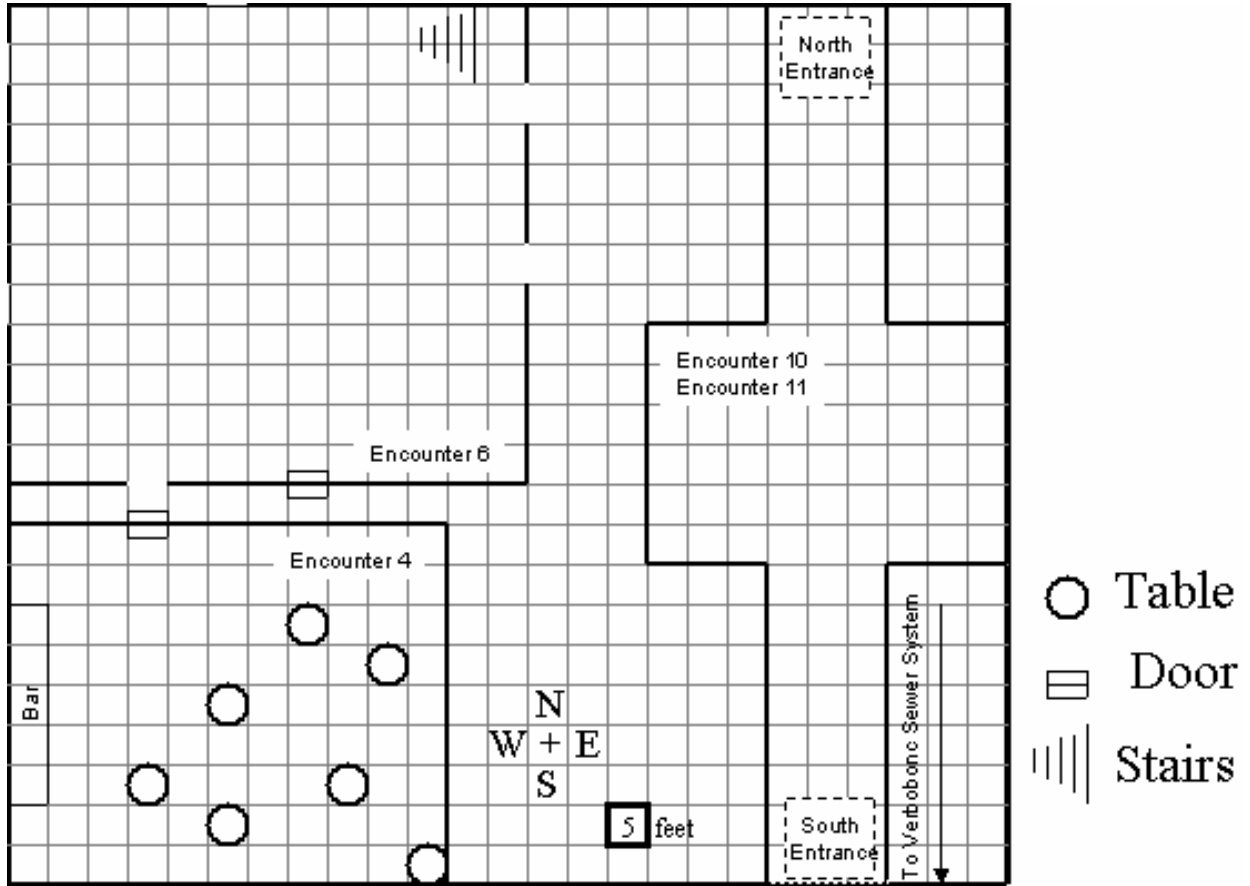 North
Entrance
Encounter 10
Encounter 11
Encounter 6
Encounter 4
Bar
N
W + E
S
5 feet
South
Entrance
To Verbobonc Sewer System
Table
Door
Stairs